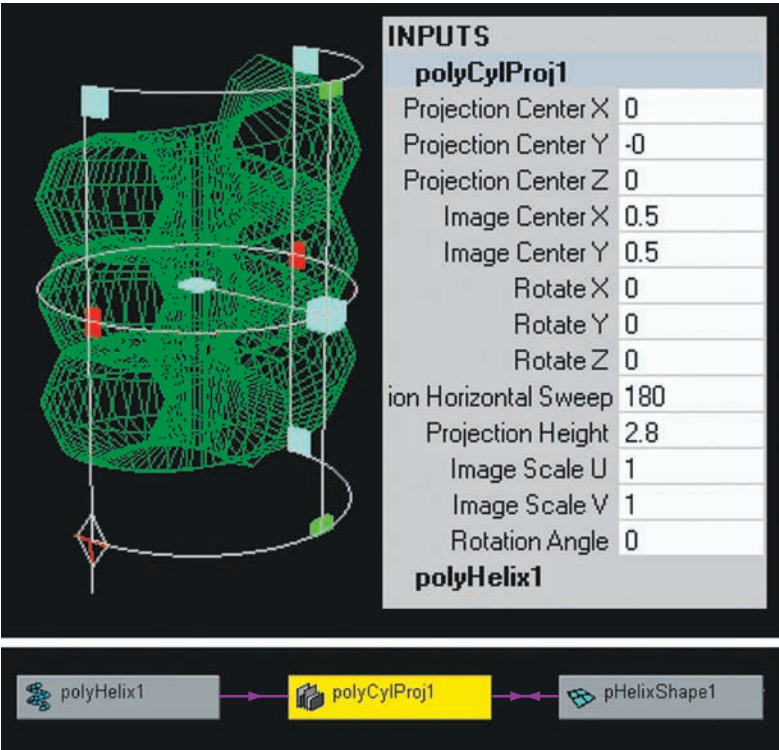 INPUTS
polyCylProj1
Projection Center X 0
Projection Center Y -0
Projection Center Z 0
Image Center X 0.5
Image Center Y 0.5
Rotate X 0
Rotate Y 0
Rotate Z 0
ion Horizontal Sweep 180
Projection Height 2.8
Image Scale U 1
Image Scale V 1
Rotation Angle 0
polyHelix1
polyHelix1 polyCylProj1 pHelixShape1